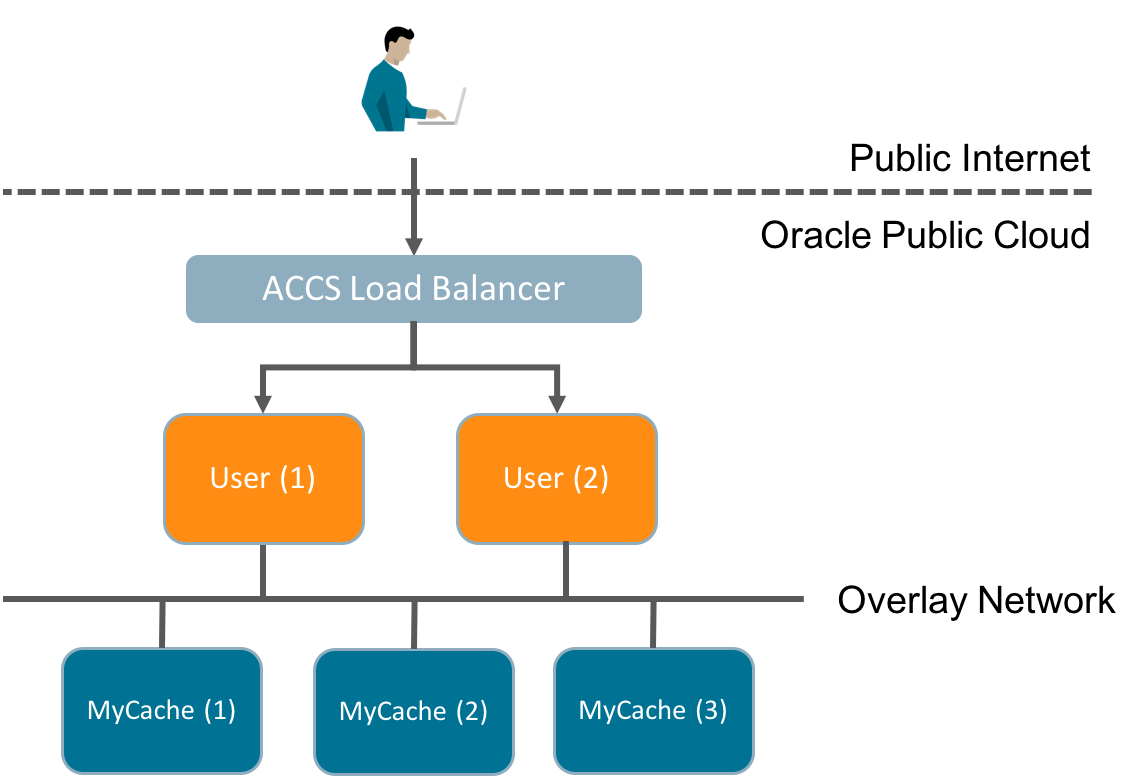 Public Internet
Oracle Public Cloud
ACCS Load Balancer
User (1)
User (2)
Overlay Network
MyCache (1)
MyCache (2)
MyCache (3)